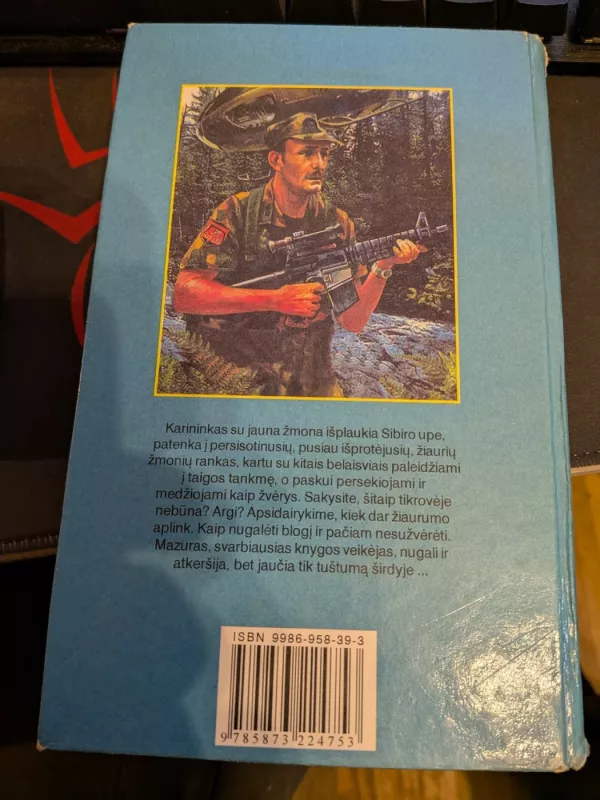 Karininkas su jauna žmona išplaukia Sibiro upe,
patenka į persisotinusių, pusiau išprotėjusių, žiaurių
žmonių rankas, kartu su kitais belaisviais paleidžiami
į taigos tankmę, o paskui persekiojami ir
medžiojami kaip žvėrys. Sakysite, šitaip tikrovėje
nebūna? Argi? Apsidairykime, kiek dar žiaurumo
aplink. Kaip nugalėti blogį ir pačiam nesužvėrėti.
Mazuras, svarbiausias knygos veikėjas, nugali ir
atkeršija, bet jaučia tik tuštumą širdyje ...
ISBN 9986-958-39-3
9 785873 224753